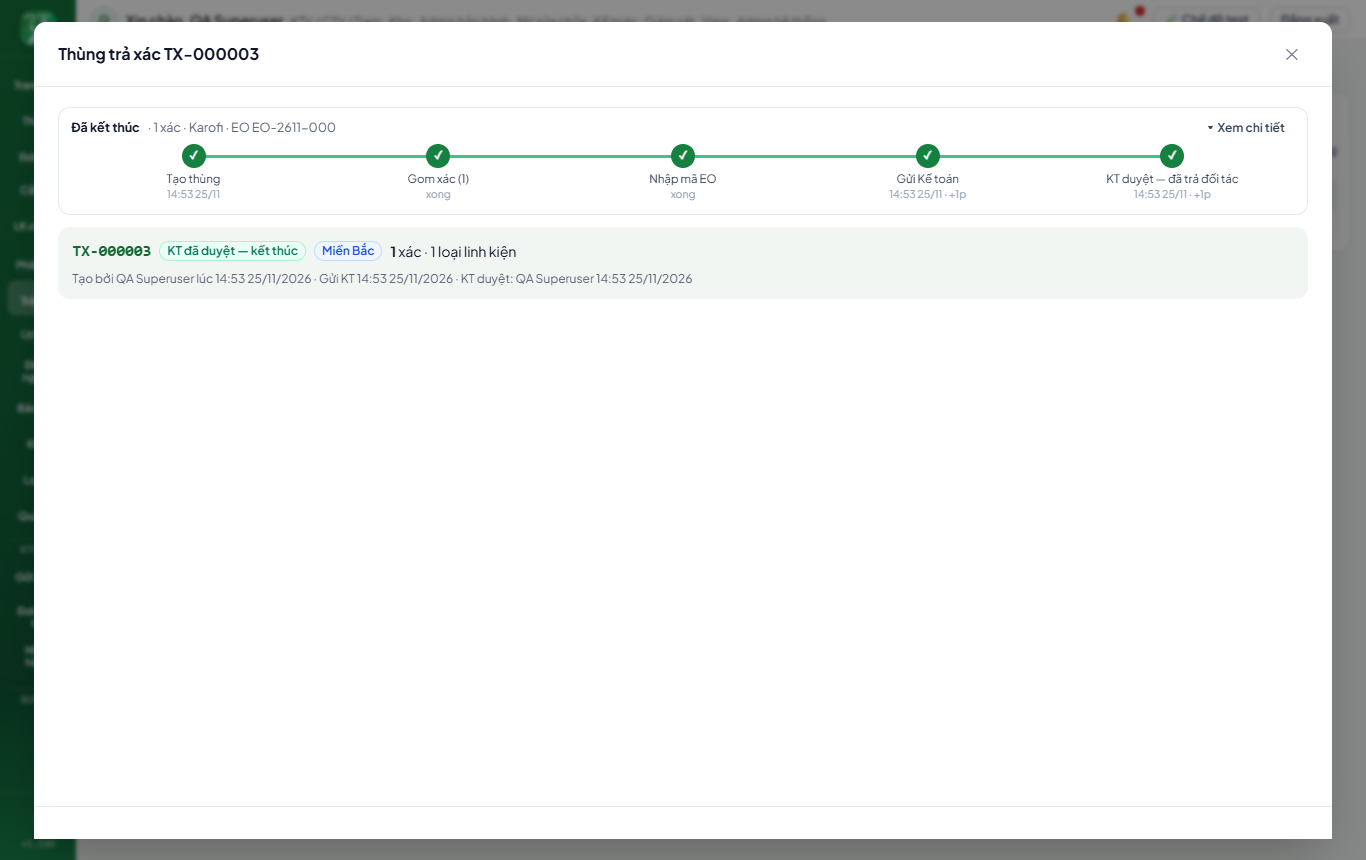 Thùng trả xác TX-000003
Đã kết thúc · 1 xác · Karofi · EO EO-2611-000
Xem chi tiết
Tạo thùng
14:53 25/11
Gom xác (1)
xong
Nhập mã EO
xong
Gửi Kế toán
14:53 25/11 · +1p
KT duyệt — đã trả đối tác
14:53 25/11 · +1p
TX-000003 KT đã duyệt — kết thúc Miền Bắc 1 xác · 1 loại linh kiện
Tạo bởi QA Superuser lúc 14:53 25/11/2026 · Gửi KT 14:53 25/11/2026 · KT duyệt: QA Superuser 14:53 25/11/2026